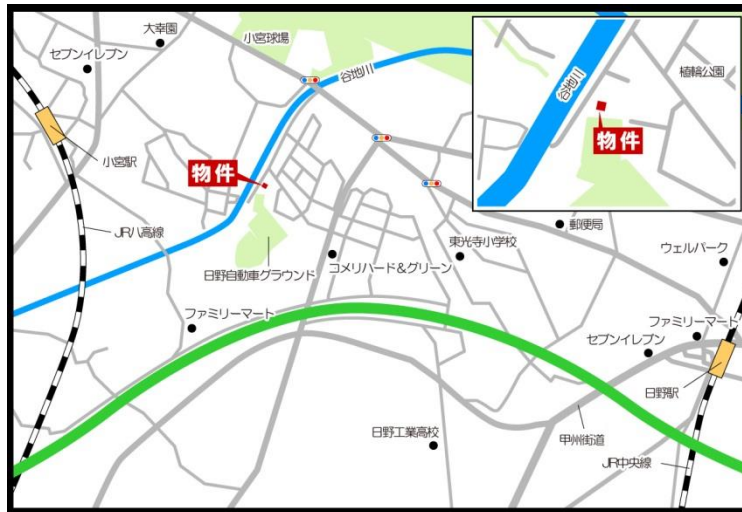 大幸園
セブンイレブン
小宮球場
谷地川
小宮駅
物件
JR八高線
日野自動車グラウンド
コメリハード&グリーン
東光寺小学校
郵便局
ウェルパーク
ファミリーマート
ファミリーマート
セブンイレブン
日野駅
甲州街道
日野工業高校
JR中央線
谷地川
植輪公園
物件